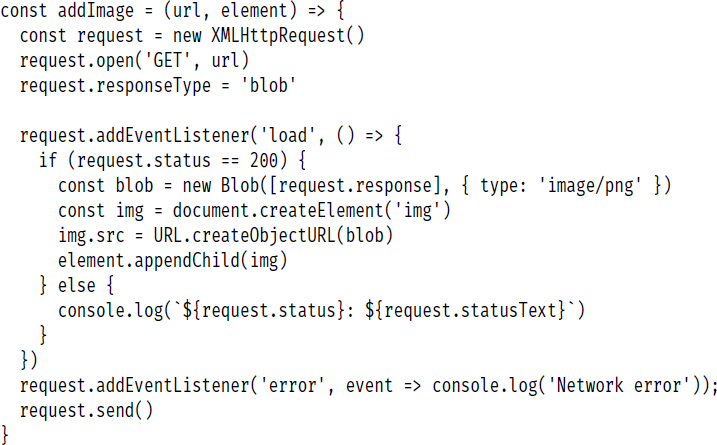 const addImage = (url, element) => {
  const request = new XMLHttpRequest()
  request.open('GET', url)
  request.responseType = 'blob'

  request.addEventListener('load', () => {
    if (request.status == 200) {
      const blob = new Blob([request.response], { type: 'image/png' })
      const img = document.createElement('img')
      img.src = URL.createObjectURL(blob)
      element.appendChild(img)
    } else {
      console.log(`${request.status}: ${request.statusText}`)
    }
  })
  request.addEventListener('error', event => console.log('Network error'));
  request.send()
}